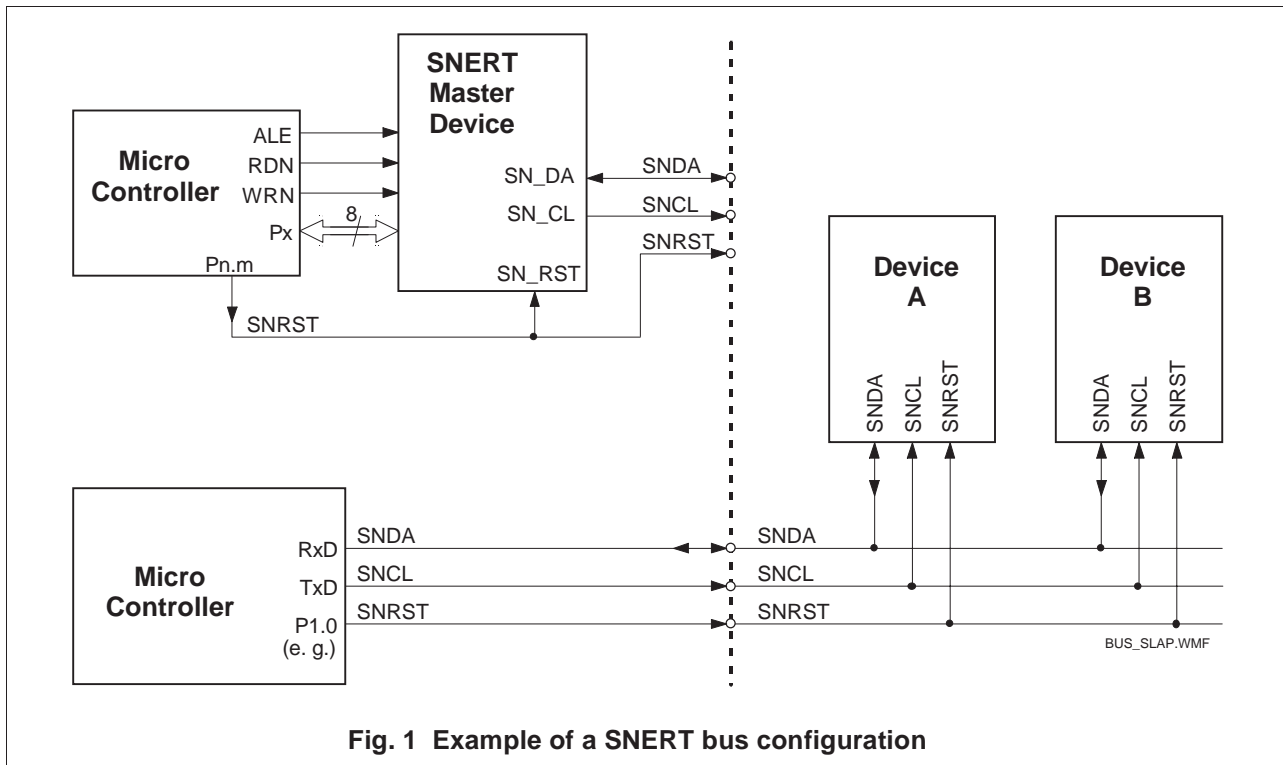 SNERT
Master
Device
Micro
Controller
ALE
RDN
WRN
Px
8
Pn.m
SN_DA
SN_CL
SN_RST
SNDA
SNCL
SNRST
SNRST
Device
A
SNDA
SNCL
SNRST
Device
B
SNDA
SNCL
SNRST
Micro
Controller
RxD
TxD
P1.0
(e. g.)
SNDA
SNCL
SNRST
SNDA
SNCL
SNRST
BUS_SLAP.WMF
Fig. 1 Example of a SNERT bus configuration